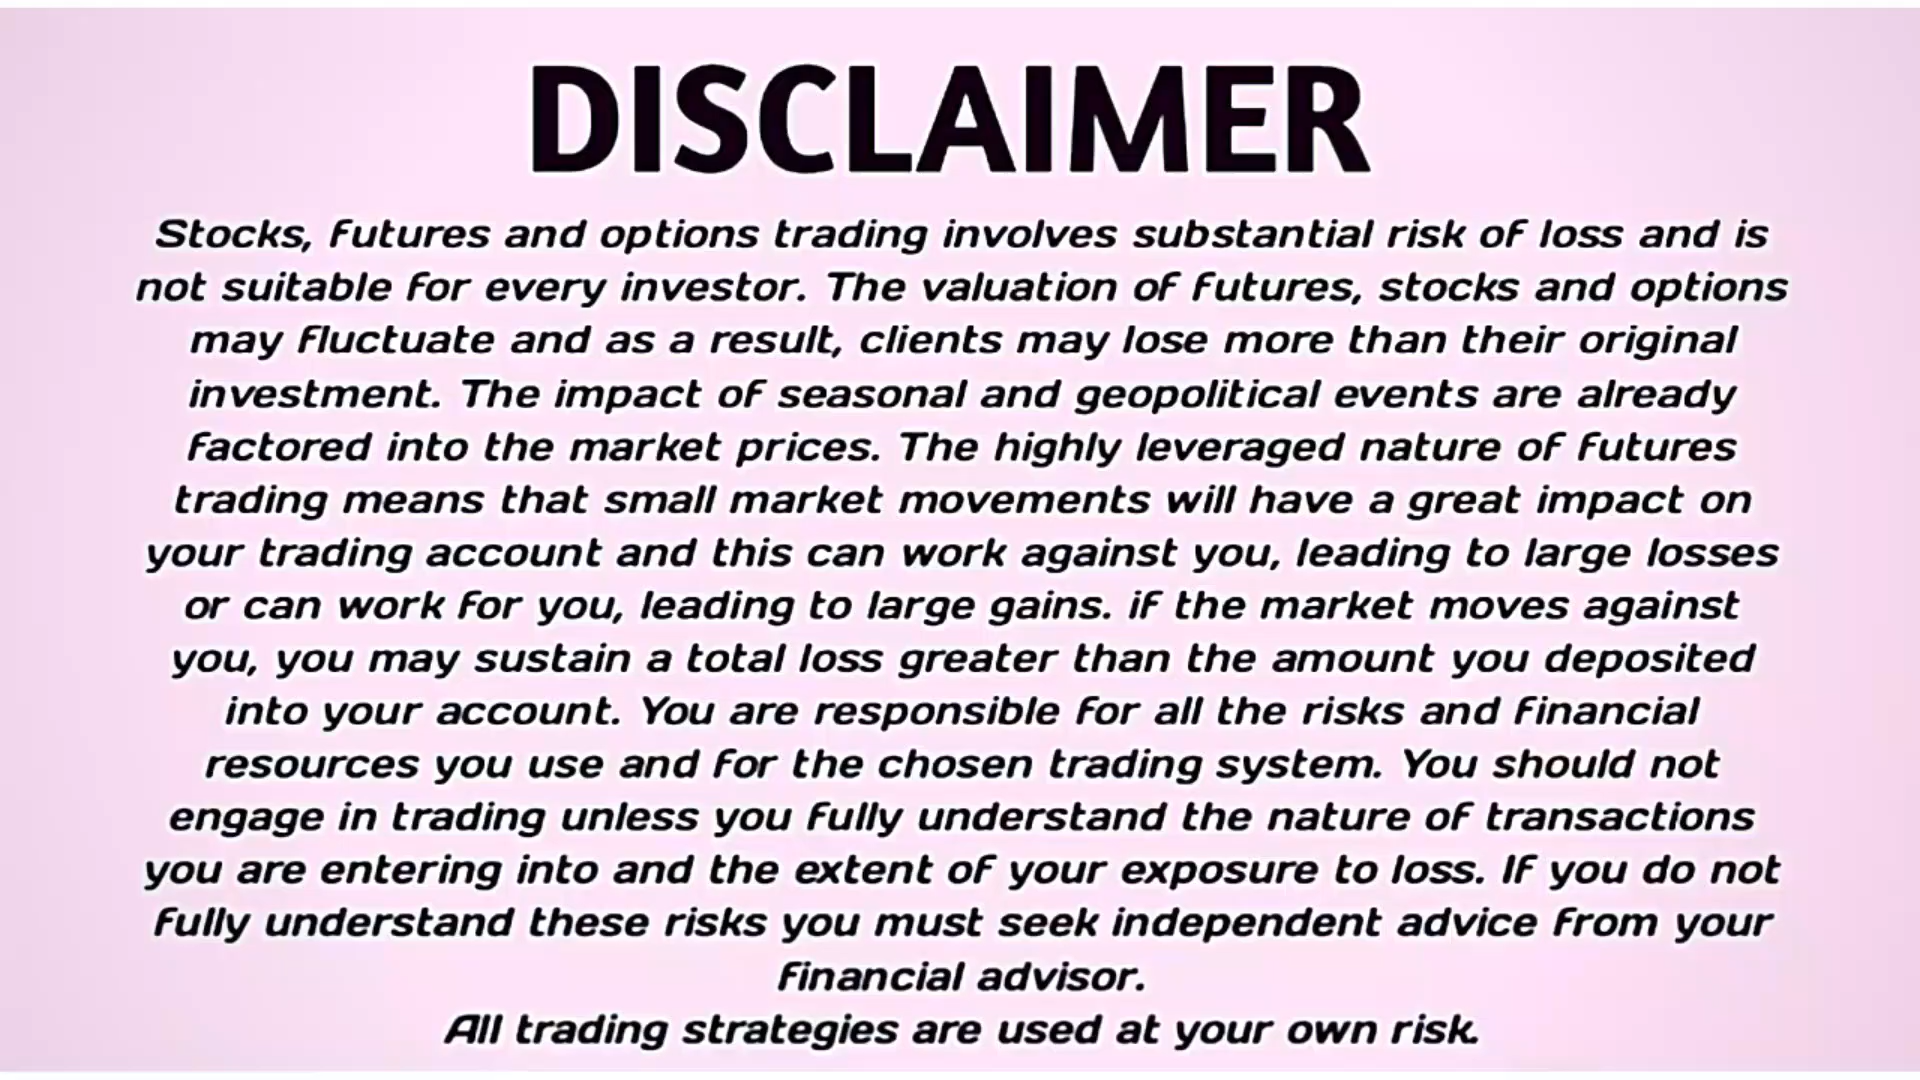 DISCLAIMER
Stocks, futures and options trading involves substantial risk of loss and is
not suitable for every investor. The valuation of futures, stocks and options
may fluctuate and as a result, clients may lose more than their original
investment. The impact of seasonal and geopolitical events are already
factored into the market prices. The highly leveraged nature of futures
trading means that small market movements will have a great impact on
your trading account and this can work against you, leading to large losses
or can work for you, leading to large gains. if the market moves against
you, you may sustain a total loss greater than the amount you deposited
into your account. You are responsible for all the risks and financial
resources you use and for the chosen trading system. You should not
engage in trading unless you fully understand the nature of transactions
you are entering into and the extent of your exposure to loss. If you do not
fully understand these risks you must seek independent advice from your
financial advisor.
All trading strategies are used at your own risk.